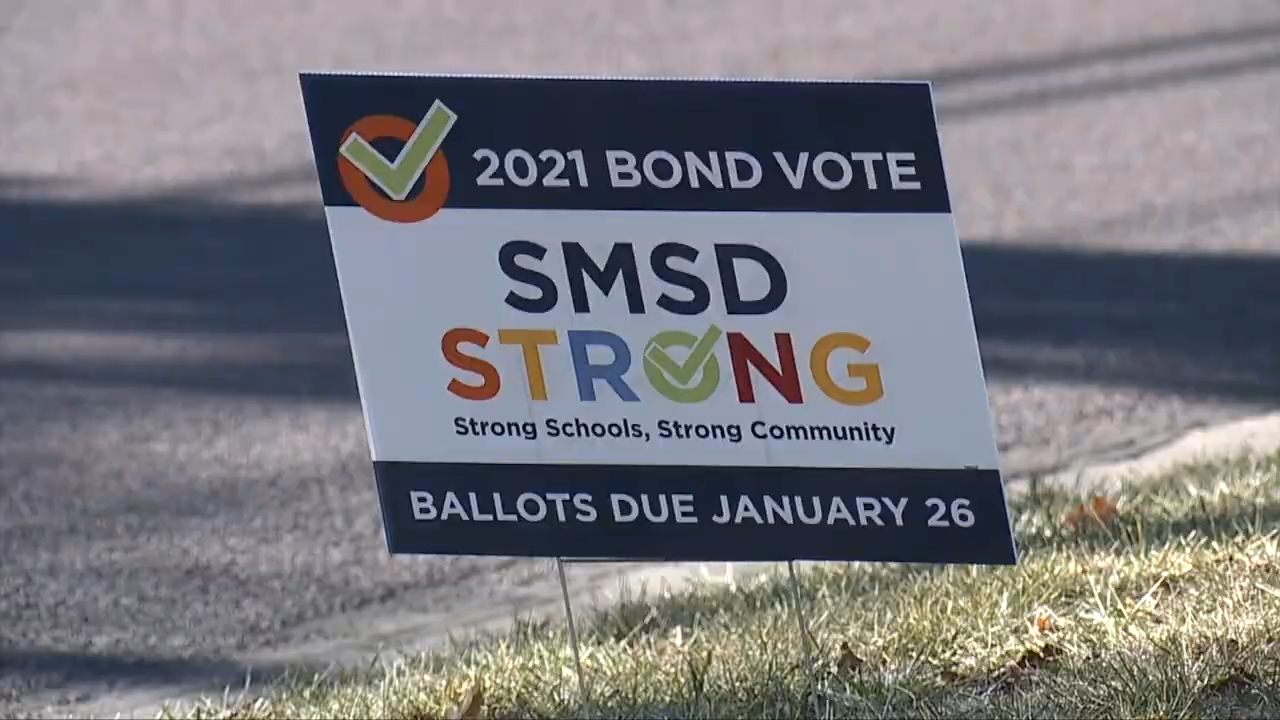 2021 BOND VOTE
SMSD
STRONG
Strong Schools, Strong Community
BALLOTS DUE JANUARY 26